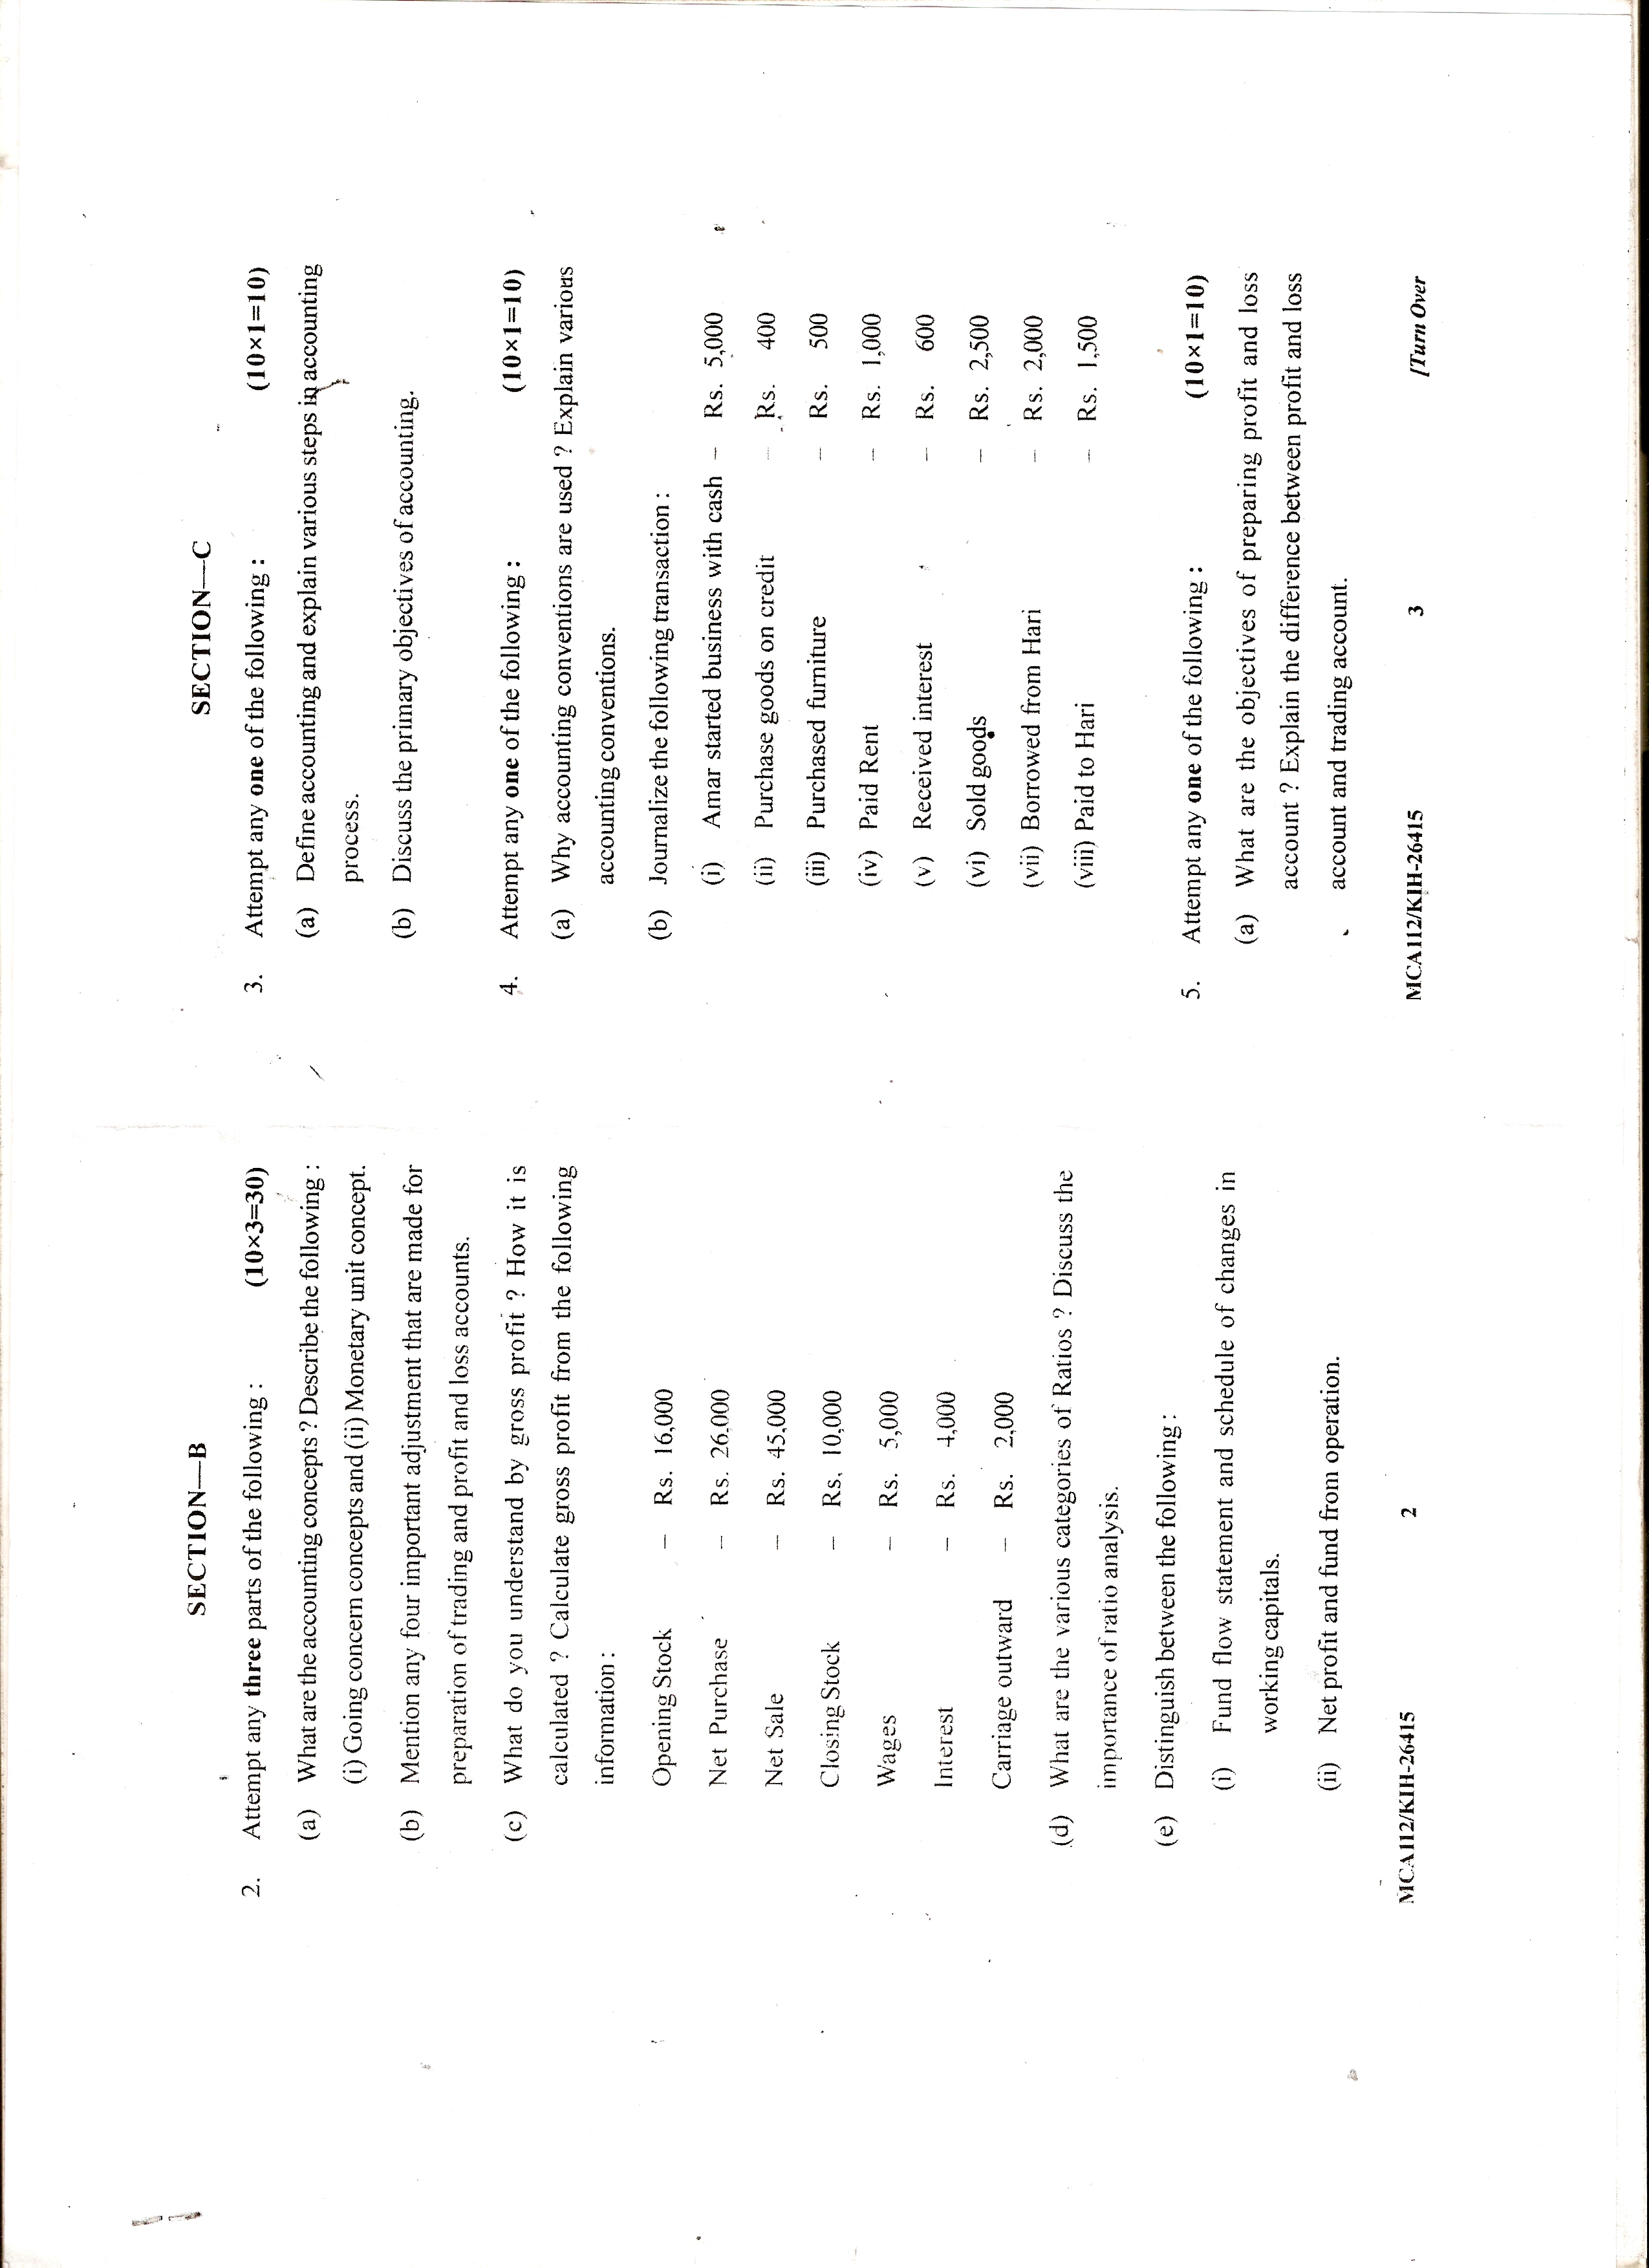 SECTION—B
2. Attempt any three parts of the following : (10×3=30)
(a) What are the accounting concepts ? Describe the following :
(i) Going concern concepts and (ii) Monetary unit concept.
(b) Mention any four important adjustment that are made for
preparation of trading and profit and loss accounts.
(c) What do you understand by gross profit ? How it is
calculated ? Calculate gross profit from the following
information :
Opening Stock – Rs. 16,000
Net Purchase – Rs. 26,000
Net Sale – Rs. 45,000
Closing Stock – Rs. 10,000
Wages – Rs. 5,000
Interest – Rs. 4,000
Carriage outward – Rs. 2,000
(d) What are the various categories of Ratios ? Discuss the
importance of ratio analysis.
(e) Distinguish between the following :
(i) Fund flow statement and schedule of changes in
working capitals.
(ii) Net profit and fund from operation.
MCA112/KIH-26415 2
SECTION—C
3. Attempt any one of the following : (10×1=10)
(a) Define accounting and explain various steps in accounting
process.
(b) Discuss the primary objectives of accounting.
4. Attempt any one of the following : (10×1=10)
(a) Why accounting conventions are used ? Explain various
accounting conventions.
(b) Journalize the following transaction :
(i) Amar started business with cash – Rs. 5,000
(ii) Purchase goods on credit – Rs. 400
(iii) Purchased furniture – Rs. 500
(iv) Paid Rent – Rs. 1,000
(v) Received interest – Rs. 600
(vi) Sold goods – Rs. 2,500
(vii) Borrowed from Hari – Rs. 2,000
(viii) Paid to Hari – Rs. 1,500
5. Attempt any one of the following : (10×1=10)
(a) What are the objectives of preparing profit and loss
account ? Explain the difference between profit and loss
account and trading account.
MCA112/KIH-26415 3 [Turn Over